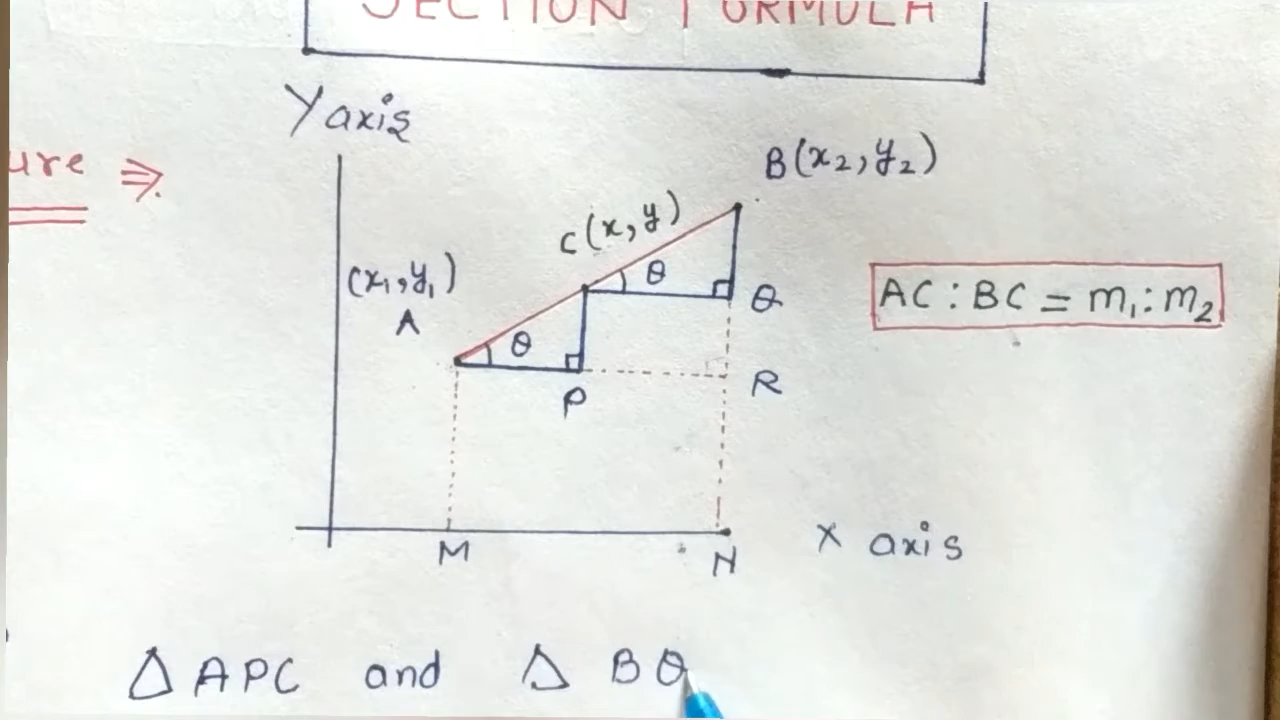 SECTION FORMULA
Y axis
ure ⇒
B(x₂, y₂)
C(x, y)
(x₁, y₁)
A
θ
θ
Q
AC : BC = m₁ : m₂
P
R
M
N
X axis
Δ APC and Δ BQ